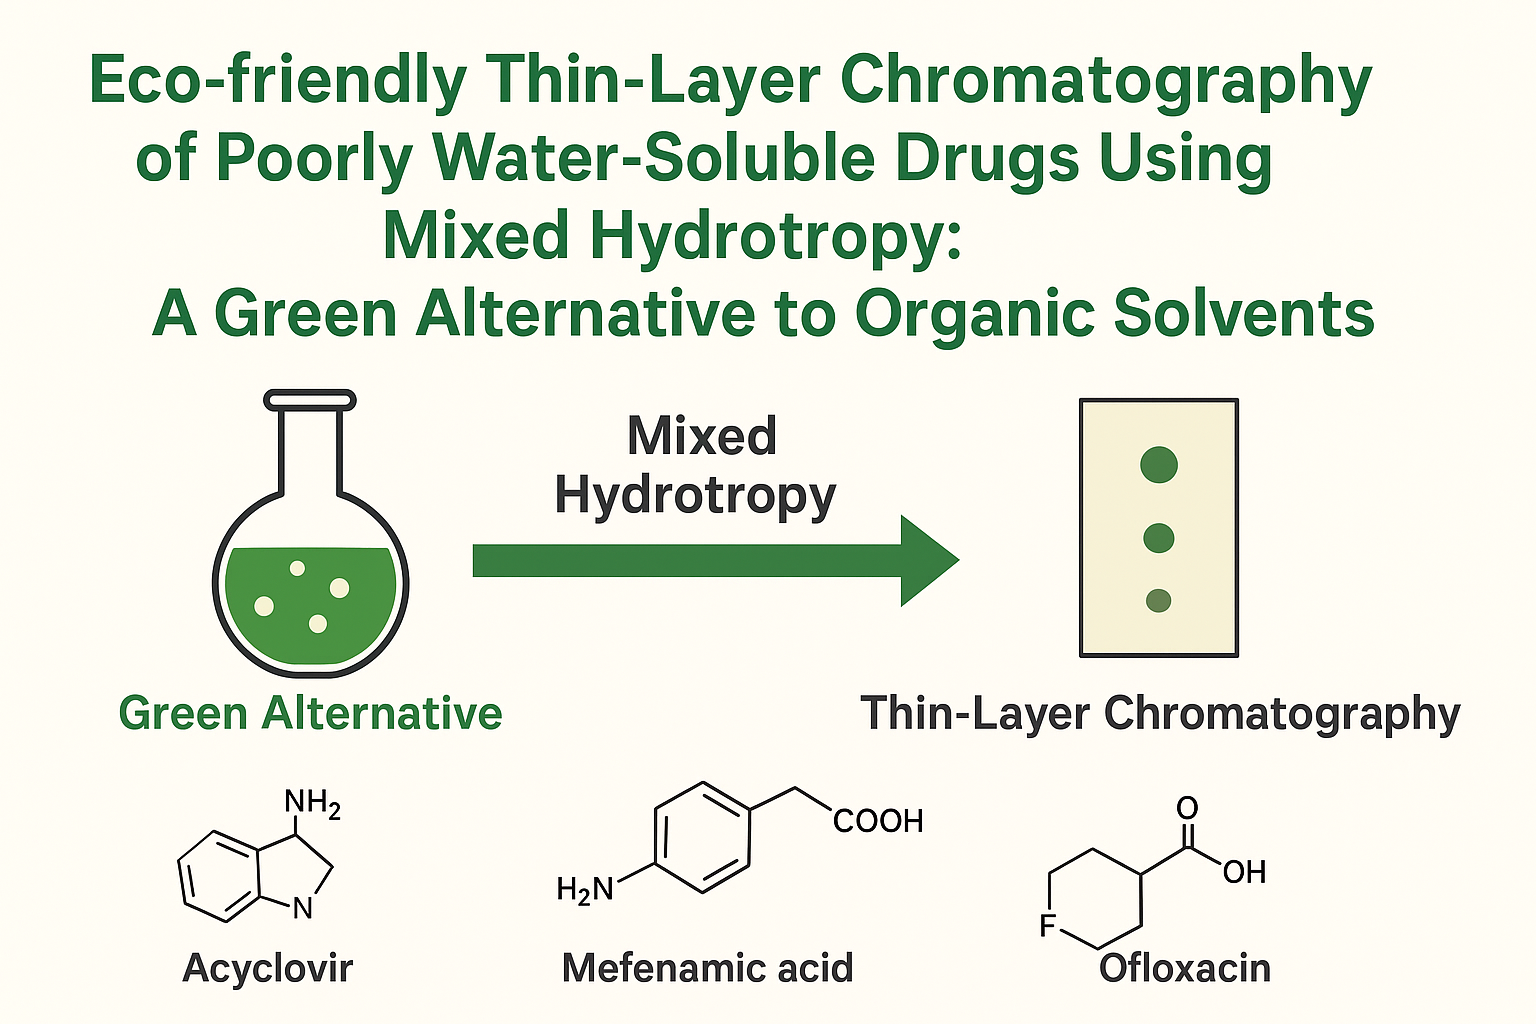 Eco-friendly Thin-Layer Chromatography
of Poorly Water-Soluble Drugs Using
Mixed Hydrotropy:
A Green Alternative to Organic Solvents
Mixed
Hydrotropy
Green Alternative
Thin-Layer Chromatography
NH₂
N
Acyclovir
COOH
H₂N
Mefenamic acid
O
OH
F
Ofloxacin